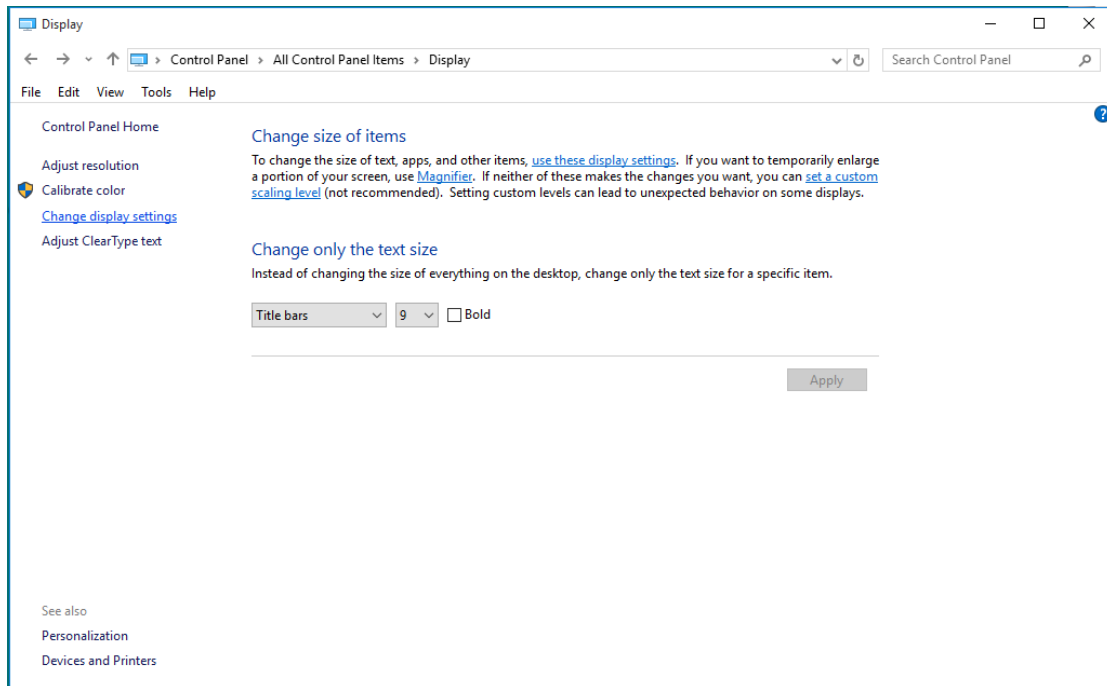 Display
Control Panel > All Control Panel Items > Display
Search Control Panel
File Edit View Tools Help
Control Panel Home
Adjust resolution
Calibrate color
Change display settings
Adjust ClearType text
Change size of items
To change the size of text, apps, and other items, use these display settings. If you want to temporarily enlarge
a portion of your screen, use Magnifier. If neither of these makes the changes you want, you can set a custom
scaling level (not recommended). Setting custom levels can lead to unexpected behavior on some displays.
Change only the text size
Instead of changing the size of everything on the desktop, change only the text size for a specific item.
Title bars 9 Bold
Apply
See also
Personalization
Devices and Printers